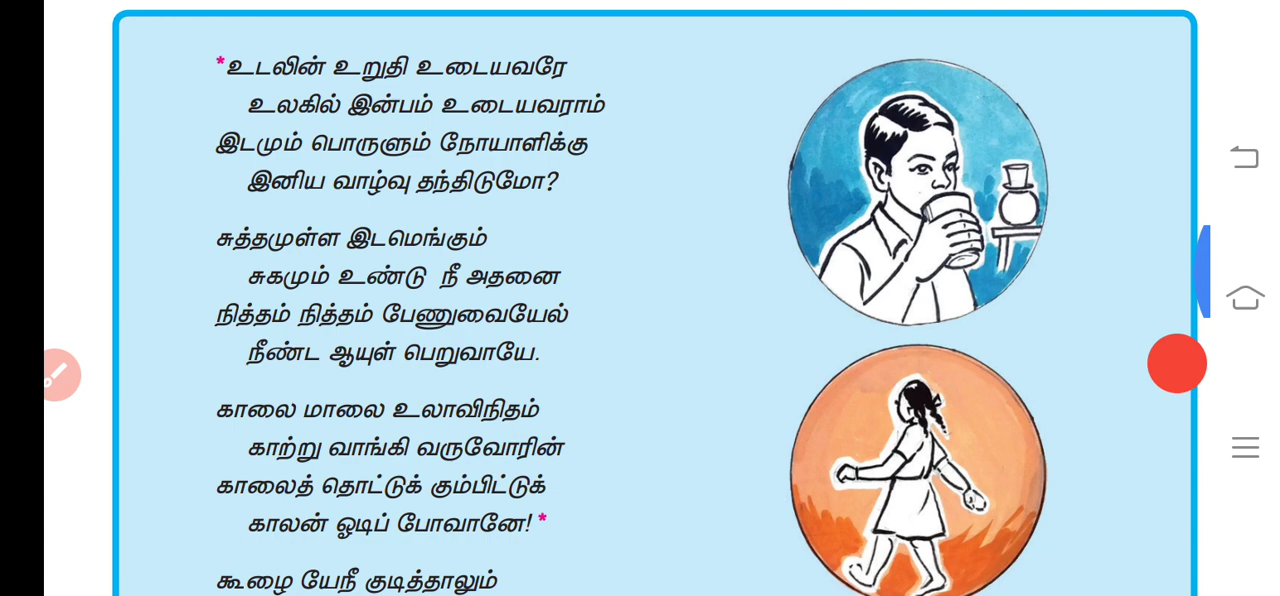 *உடலின் உறுதி உடையவரே
உலகில் இன்பம் உடையவராம்
இடமும் பொருளும் நோயாளிக்கு
இனிய வாழ்வு தந்திடுமோ?
சுத்தமுள்ள இடமெங்கும்
சுகமும் உண்டு நீ அதனை
நித்தம் நித்தம் பேணுவையேல்
நீண்ட ஆயுள் பெறுவாயே.
காலை மாலை உலாவிநிதம்
காற்று வாங்கி வருவோரின்
காலைத் தொட்டுக் கும்பிட்டுக்
காலன் ஓடிப் போவானே! *
கூழை யேநீ குடித்தாலும்